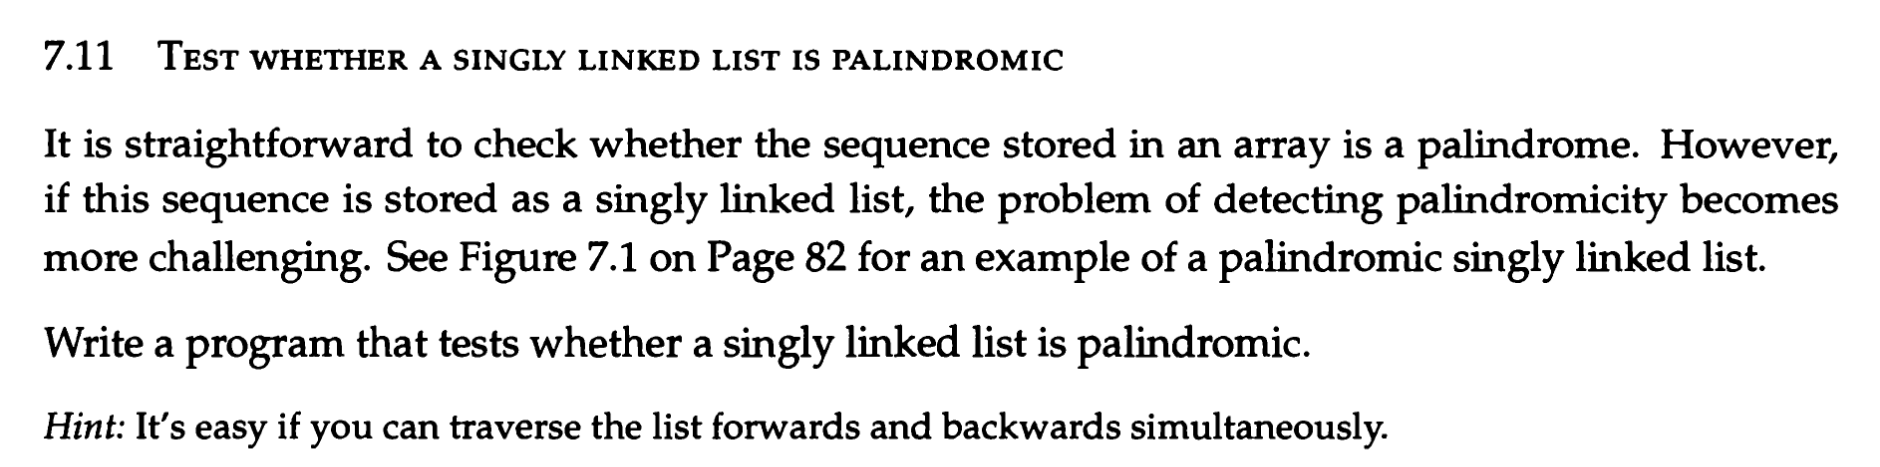 7.11 TEST WHETHER A SINGLY LINKED LIST IS PALINDROMIC
It is straightforward to check whether the sequence stored in an array is a palindrome. However,
if this sequence is stored as a singly linked list, the problem of detecting palindromicity becomes
more challenging. See Figure 7.1 on Page 82 for an example of a palindromic singly linked list.
Write a program that tests whether a singly linked list is palindromic.
Hint: It's easy if you can traverse the list forwards and backwards simultaneously.